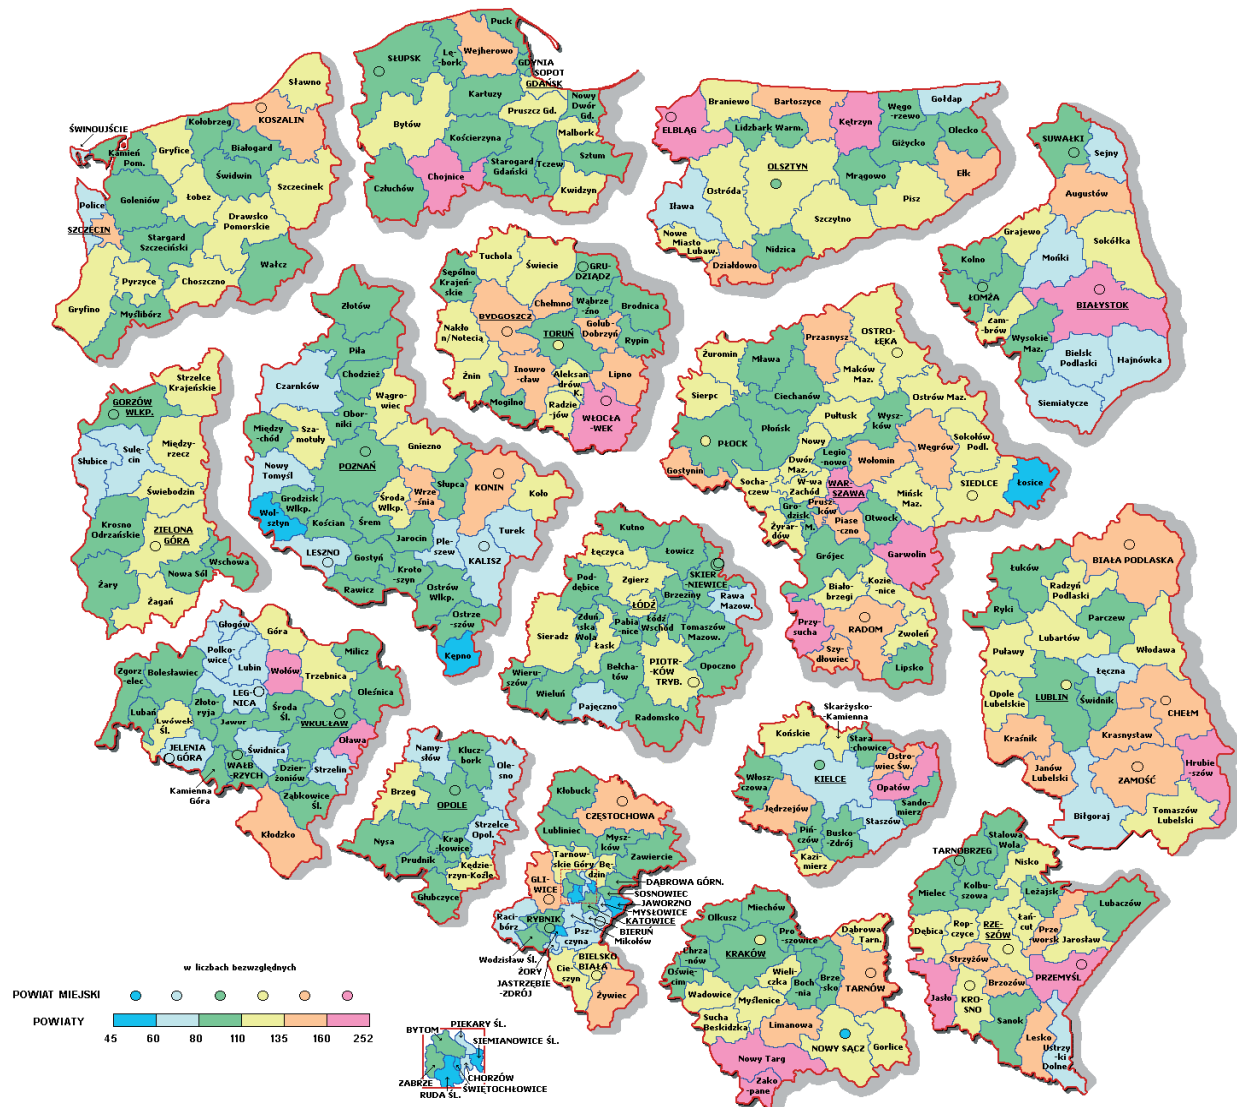 Sławno
KOSZALIN
ŚWINOUJŚCIE
Kołobrzeg
Kamień
Pom.
Gryfice
Białogard
Świdwin
Szczecinek
Police
Goleniów
Łobez
SZCZECIN
Drawsko
Pomorskie
Stargard
Szczeciński
Wałcz
Pyrzyce
Choszczno
Gryfino
Myślibórz
Puck
SŁUPSK
Lę-
-bork
Wejherowo
GDYNIA
SOPOT
GDAŃSK
Kartuzy
Nowy
Dwór
Gd.
Pruszcz Gd.
Bytów
Malbork
Kościerzyna
Starogard
Gdański
Tczew
Sztum
Człuchów
Chojnice
Kwidzyn
Braniewo
Bartoszyce
Gołdap
ELBLĄG
Kętrzyn
Węgo
-rzewo
Lidzbark Warm.
Olecko
Giżycko
OLSZTYN
Mrągowo
Ełk
Ostróda
Iława
Pisz
Szczytno
Nowe
Miasto
Lubaw.
Nidzica
Działdowo
SUWAŁKI
Sejny
Augustów
Grajewo
Sokółka
Kolno
Mońki
ŁOMŻA
BIAŁYSTOK
Zam-
-brów
Wysokie
Maz.
Bielsk
Podlaski
Hajnówka
Siemiatycze
Tuchola
Świecie
GRU-
DZIĄDZ
Sępólno
Krajeń-
skie
Chełmno
Wąbrze
-źno
Brodnica
BYDGOSZCZ
TORUŃ
Golub-
Dobrzyń
Rypin
Nakło
n/Notecią
Inowro
-cław
Aleksan
drów
K.
Lipno
Żnin
Radzie
-jów
Mogilno
WŁOCŁA
-WEK
Złotów
Piła
Chodzież
Czarnków
Wągro-
wiec
Obor-
niki
Między
-chód
Sza-
motuły
Gniezno
Nowy
Tomyśl
POZNAŃ
Słupca
KONIN
Koło
Grodzisk
Wlkp.
Środa
Wlkp.
Wrze-
śnia
Wol-
sztyn
Kościan
Śrem
Turek
Jarocin
Ple-
szew
LESZNO
Gostyń
KALISZ
Kroto
-szyn
Rawicz
Ostrów
Wlkp.
Ostrze-
-szów
Kępno
Strzelce
Krajeńskie
GORZÓW
WLKP.
Słubice
Sulę-
cin
Między-
rzecz
Świebodzin
Krosno
Odrzańskie
ZIELONA
GÓRA
Wschowa
Nowa Sól
Żary
Żagań
Żuromin
Mława
Przasnysz
OSTRO-
ŁĘKA
Maków
Maz.
Sierpc
Ciechanów
Ostrów Maz.
Pułtusk
Wysz-
ków
PŁOCK
Płońsk
Nowy
Dwór
Maz.
Legio
-nowo
Wołomin
Węgrów
Sokołów
Podl.
Gostynin
Socha-
czew
W-wa
Zachód
WAR-
SZAWA
Mińsk
Maz.
SIEDLCE
Łosice
Prusz-
ków
Gro-
dzisk
M.
Piase
-czno
Otwock
Żyrar-
dów
Grójec
Garwolin
Biało-
brzegi
Kozie
-nice
Przy-
sucha
RADOM
Zwoleń
Szy-
dłowiec
Lipsko
Kutno
Łęczyca
Łowicz
SKIER
-NIEWICE
Pod-
dębice
Zgierz
Brzeziny
Rawa
Mazow.
ŁÓDŹ
Łódź
Wschód
Zduń
ska
Wola
Pabia
-nice
Tomaszów
Mazow.
Sieradz
Łask
Wieru-
szów
Bełcha-
tów
PIOTR-
KÓW
TRYB.
Opoczno
Wieluń
Pajęczno
Radomsko
BIAŁA PODLASKA
Łuków
Radzyń
Podlaski
Ryki
Parczew
Lubartów
Puławy
Włodawa
Łęczna
Opole
Lubelskie
LUBLIN
Świdnik
CHEŁM
Kraśnik
Krasnystaw
Janów
Lubelski
ZAMOŚĆ
Hrubie
-szów
Biłgoraj
Tomaszów
Lubelski
Głogów
Góra
Polko-
wice
Lubin
Wołów
Milicz
Zgorz
-elec
Bolesławiec
LEG-
NICA
Trzebnica
Oleśnica
Złoto-
ryja
Lubań
Środa
Śl.
Lwówek
Śl.
Jawor
WROCŁAW
JELENIA
GÓRA
Świdnica
Oława
WAŁB
-RZYCH
Dzier-
żoniów
Strzelin
Kamienna
Góra
Ząbkowice
Śl.
Kłodzko
Namy-
słów
Klucz-
bork
Ole-
sno
Brzeg
OPOLE
Strzelce
Opol.
Nysa
Krap
-kowice
Prudnik
Kędzie-
rzyn-Koźle
Głubczyce
Kłobuck
CZĘSTOCHOWA
Lubliniec
Mysz-
ków
Zawiercie
Tarnow-
skie Góry
Bę-
dzin
GLI-
WICE
DĄBROWA GÓRN.
SOSNOWIEC
JAWORZNO
MYSŁOWICE
KATOWICE
BIERUŃ
Mikołów
Raci
bórz
RYBNIK
Psz-
czyna
Wodzisław Śl.
ŻORY
JASTRZĘBIE
-ZDRÓJ
Cie-
szyn
BIELSKO
BIAŁA
Żywiec
Skarżysko-
Kamienna
Końskie
Stara
-chowice
Włosz-
czowa
KIELCE
Ostro-
wiec Św.
Opatów
Jędrzejów
Sando-
mierz
Staszów
Piń-
czów
Busko-
-Zdrój
Kazi-
mierz
Stalowa
Wola
TARNOBRZEG
Nisko
Mielec
Kolbu-
szowa
Leżajsk
Lubaczów
Rop-
czyce
RZE-
SZÓW
Łań-
cut
Prze
worsk
Dębica
Jarosław
Strzyżów
PRZEMYŚL
Jasło
Brzozów
KRO-
SNO
Sanok
Lesko
Ustrzy
-ki
Dolne
Miechów
Olkusz
Pro-
-szowice
Dąbrowa
Tarn.
Chrza
-nów
KRAKÓW
Oświę-
cim
Wieli-
czka
Boch-
nia
Brze
-sko
TARNÓW
Wadowice
Myślenice
Sucha
Beskidzka
Limanowa
NOWY SĄCZ
Gorlice
Nowy Targ
Zako
-pane
w liczbach bezwzględnych
POWIAT MIEJSKI
POWIATY
45 60 80 110 135 160 252
BYTOM
PIEKARY ŚL.
SIEMIANOWICE ŚL.
ZABRZE
CHORZÓW
ŚWIĘTOCHŁOWICE
RUDA ŚL.